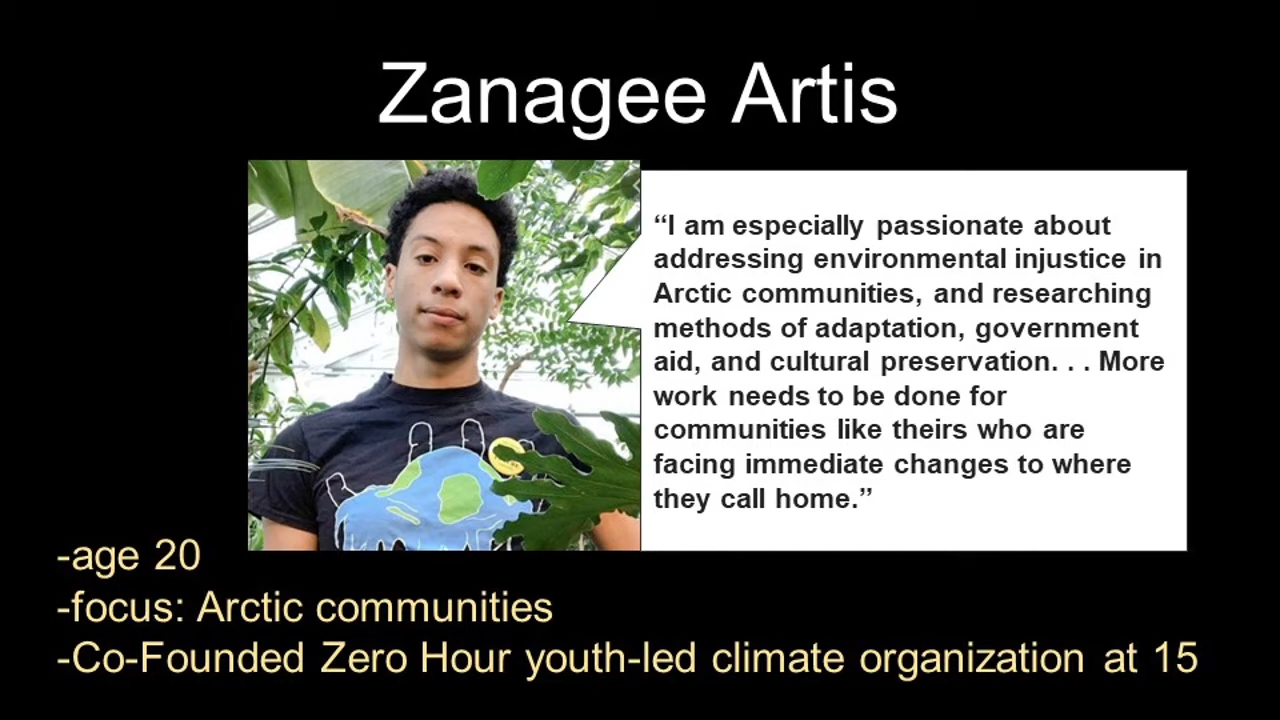 Zanagee Artis
“I am especially passionate about
addressing environmental injustice in
Arctic communities, and researching
methods of adaptation, government
aid, and cultural preservation. . . More
work needs to be done for
communities like theirs who are
facing immediate changes to where
they call home.”
-age 20
-focus: Arctic communities
-Co-Founded Zero Hour youth-led climate organization at 15